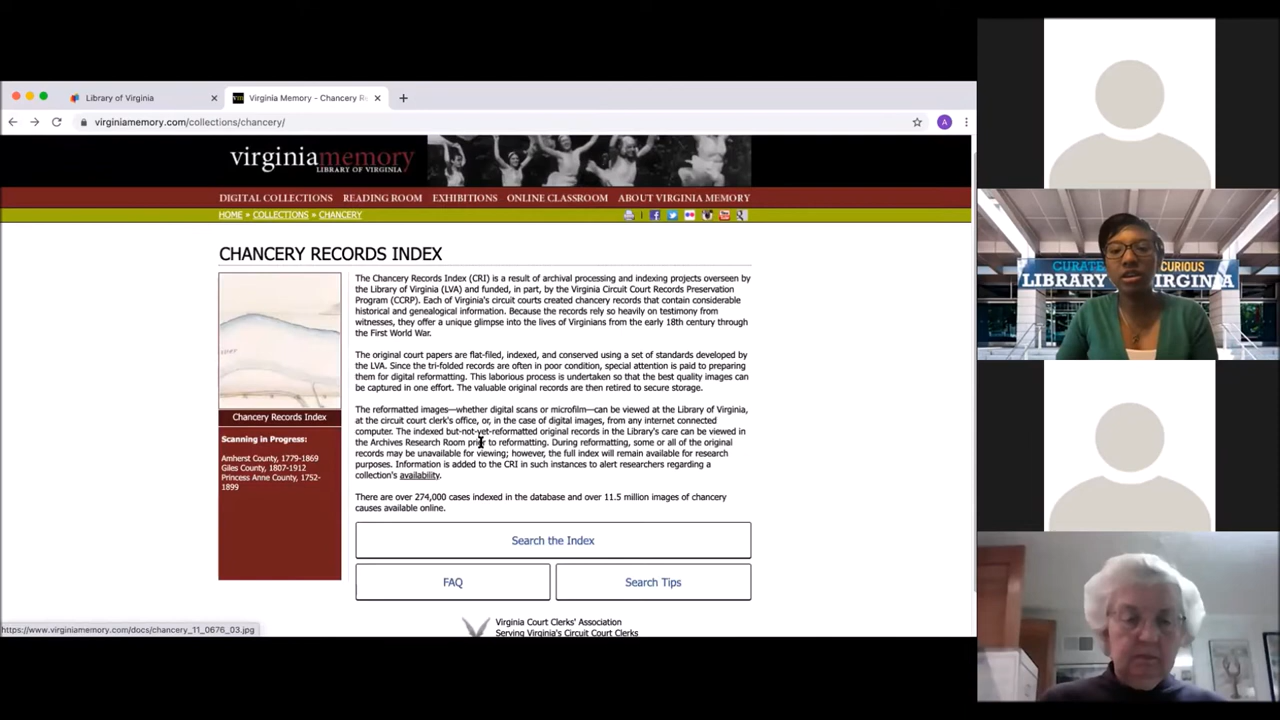 Library of Virginia
Virginia Memory - Chancery R
virginiamemory.com/collections/chancery/
A
virginiamemory
LIBRARY OF VIRGINIA
DIGITAL COLLECTIONS READING ROOM EXHIBITIONS ONLINE CLASSROOM ABOUT VIRGINIA MEMORY
HOME » COLLECTIONS » CHANCERY
CHANCERY RECORDS INDEX
Chancery Records Index
Scanning in Progress:
Amherst County, 1779-1869
Giles County, 1807-1912
Princess Anne County, 1752-
1899
The Chancery Records Index (CRI) is a result of archival processing and indexing projects overseen by
the Library of Virginia (LVA) and funded, in part, by the Virginia Circuit Court Records Preservation
Program (CCRP). Each of Virginia's circuit courts created chancery records that contain considerable
historical and genealogical information. Because the records rely so heavily on testimony from
witnesses, they offer a unique glimpse into the lives of Virginians from the early 18th century through
the First World War.
The original court papers are flat-filed, indexed, and conserved using a set of standards developed by
the LVA. Since the tri-folded records are often in poor condition, special attention is paid to preparing
them for digital reformatting. This laborious process is undertaken so that the best quality images can
be captured in one effort. The valuable original records are then retired to secure storage.
The reformatted images—whether digital scans or microfilm—can be viewed at the Library of Virginia,
at the circuit court clerk's office, or, in the case of digital images, from any internet connected
computer. The indexed but-not-yet-reformatted original records in the Library's care can be viewed in
the Archives Research Room prior to reformatting. During reformatting, some or all of the original
records may be unavailable for viewing; however, the full index will remain available for research
purposes. Information is added to the CRI in such instances to alert researchers regarding a
collection's availability.
There are over 274,000 cases indexed in the database and over 11.5 million images of chancery
causes available online.
Search the Index
FAQ Search Tips
Virginia Court Clerks' Association
Serving Virginia's Circuit Court Clerks
https://www.virginiamemory.com/docs/chancery_11_0676_03.jpg
CURATE CURIOUS
LIBRARY VIRGINIA